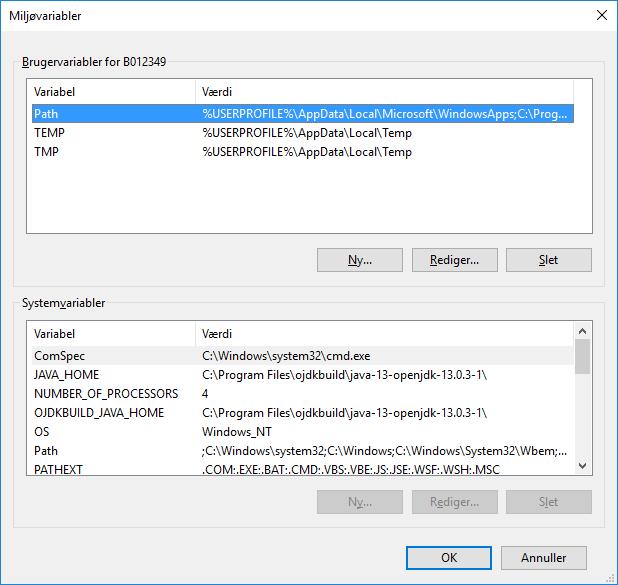 Miljøvariabler
Brugervariabler for B012349
Variabel Værdi
Path %USERPROFILE%\AppData\Local\Microsoft\WindowsApps;C:\Prog...
TEMP %USERPROFILE%\AppData\Local\Temp
TMP %USERPROFILE%\AppData\Local\Temp
Ny... Rediger... Slet
Systemvariabler
Variabel Værdi
ComSpec C:\Windows\system32\cmd.exe
JAVA_HOME C:\Program Files\ojdkbuild\java-13-openjdk-13.0.3-1\
NUMBER_OF_PROCESSORS 4
OJDKBUILD_JAVA_HOME C:\Program Files\ojdkbuild\java-13-openjdk-13.0.3-1\
OS Windows_NT
Path ;C:\Windows\system32;C:\Windows;C:\Windows\System32\Wbem;...
PATHEXT .COM;.EXE;.BAT;.CMD;.VBS;.VBE;.JS;.JSE;.WSF;.WSH;.MSC
Ny... Rediger... Slet
OK Annuller